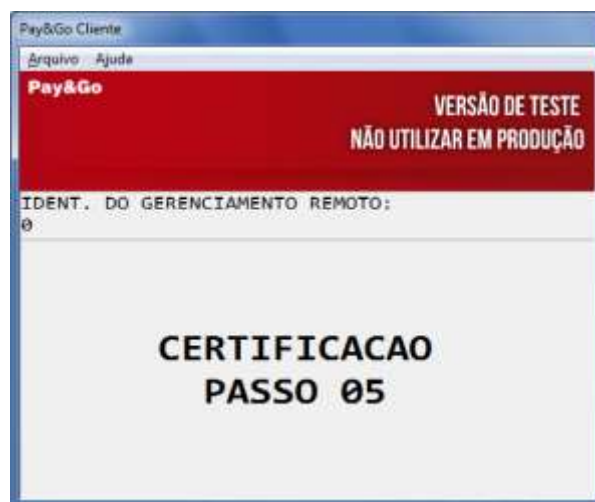 Pay&Go Cliente
Arquivo Ajuda
Pay&Go
VERSÃO DE TESTE
NÃO UTILIZAR EM PRODUÇÃO
IDENT. DO GERENCIAMENTO REMOTO:
0
CERTIFICACAO
PASSO 05